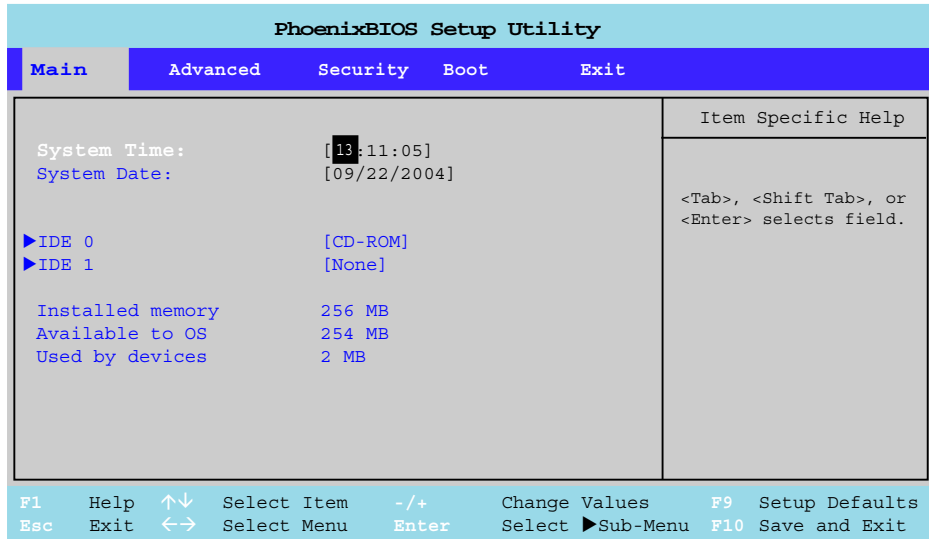 PhoenixBIOS Setup Utility
Main Advanced Security Boot Exit
Item Specific Help
System Time: [13:11:05]
System Date: [09/22/2004]
<Tab>, <Shift Tab>, or
<Enter> selects field.
▶IDE 0 [CD-ROM]
▶IDE 1 [None]
Installed memory 256 MB
Available to OS 254 MB
Used by devices 2 MB
F1 Help ↑↓ Select Item -/+ Change Values F9 Setup Defaults
Esc Exit ←→ Select Menu Enter Select ▶Sub-Menu F10 Save and Exit